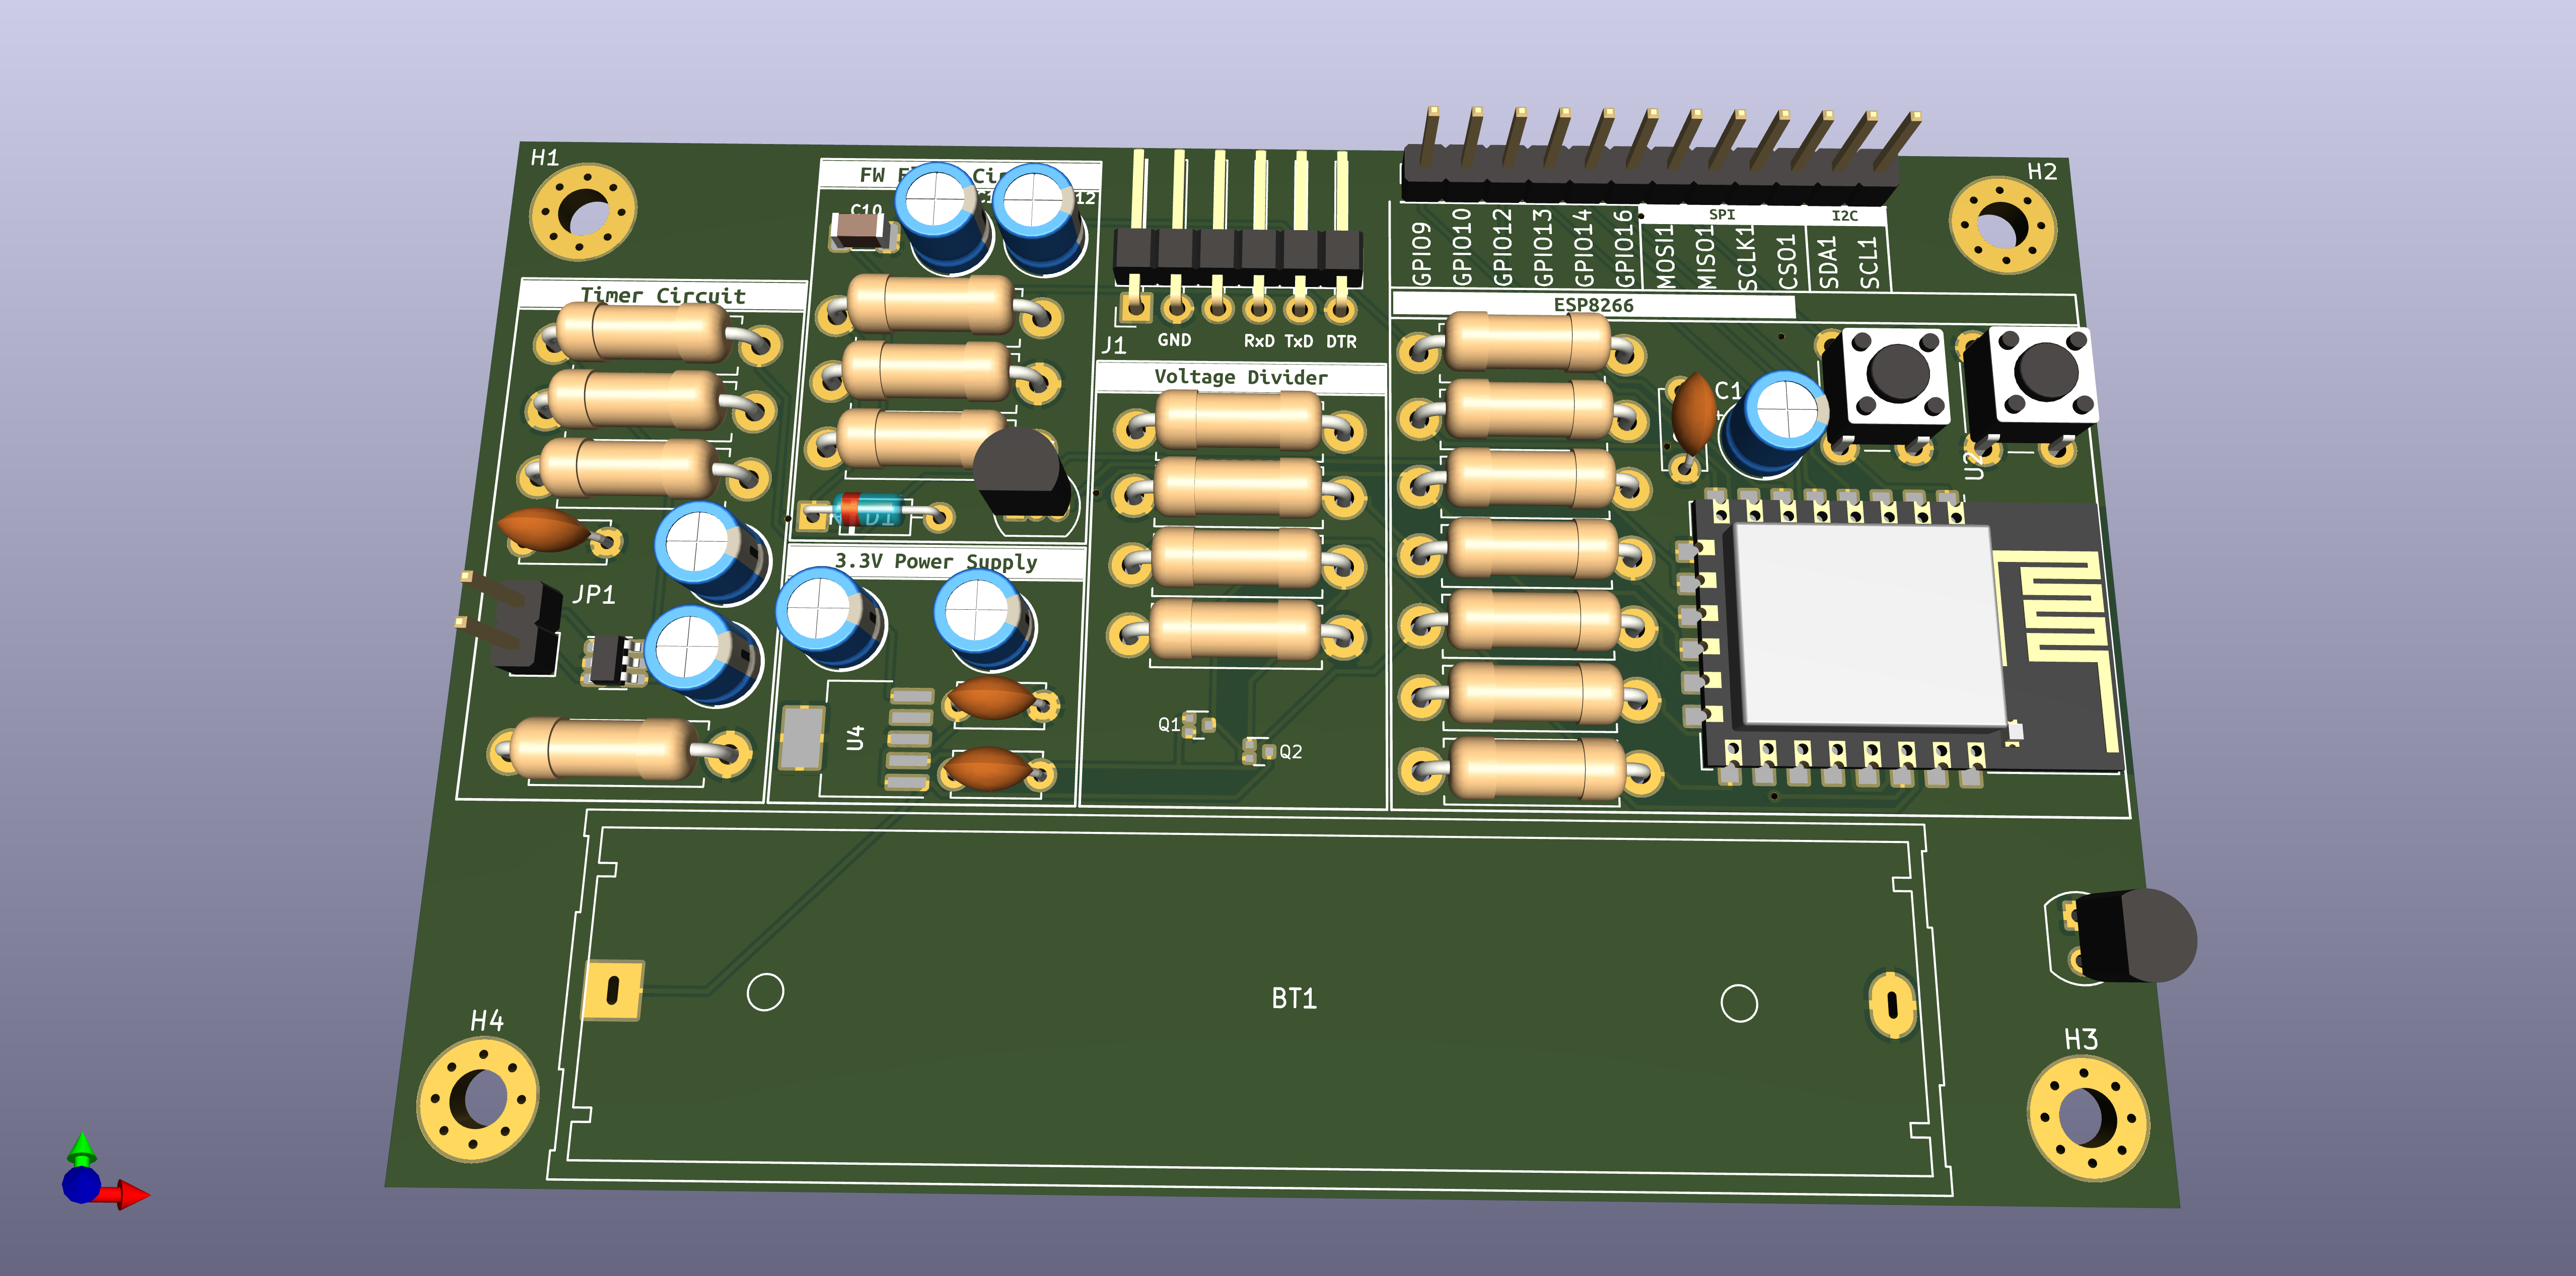 H1
H2
FW
C10
12
Timer Circuit
GND
RxD
TxD
DTR
J1
Voltage Divider
GPIO9
GPIO10
GPIO12
GPIO13
GPIO14
GPIO16
SPI
I2C
MOSI1
MISO1
SCLK1
CSO1
SDA1
SCL1
ESP8266
C1
U2
D1
3.3V Power Supply
JP1
U4
Q1
Q2
BT1
H4
H3